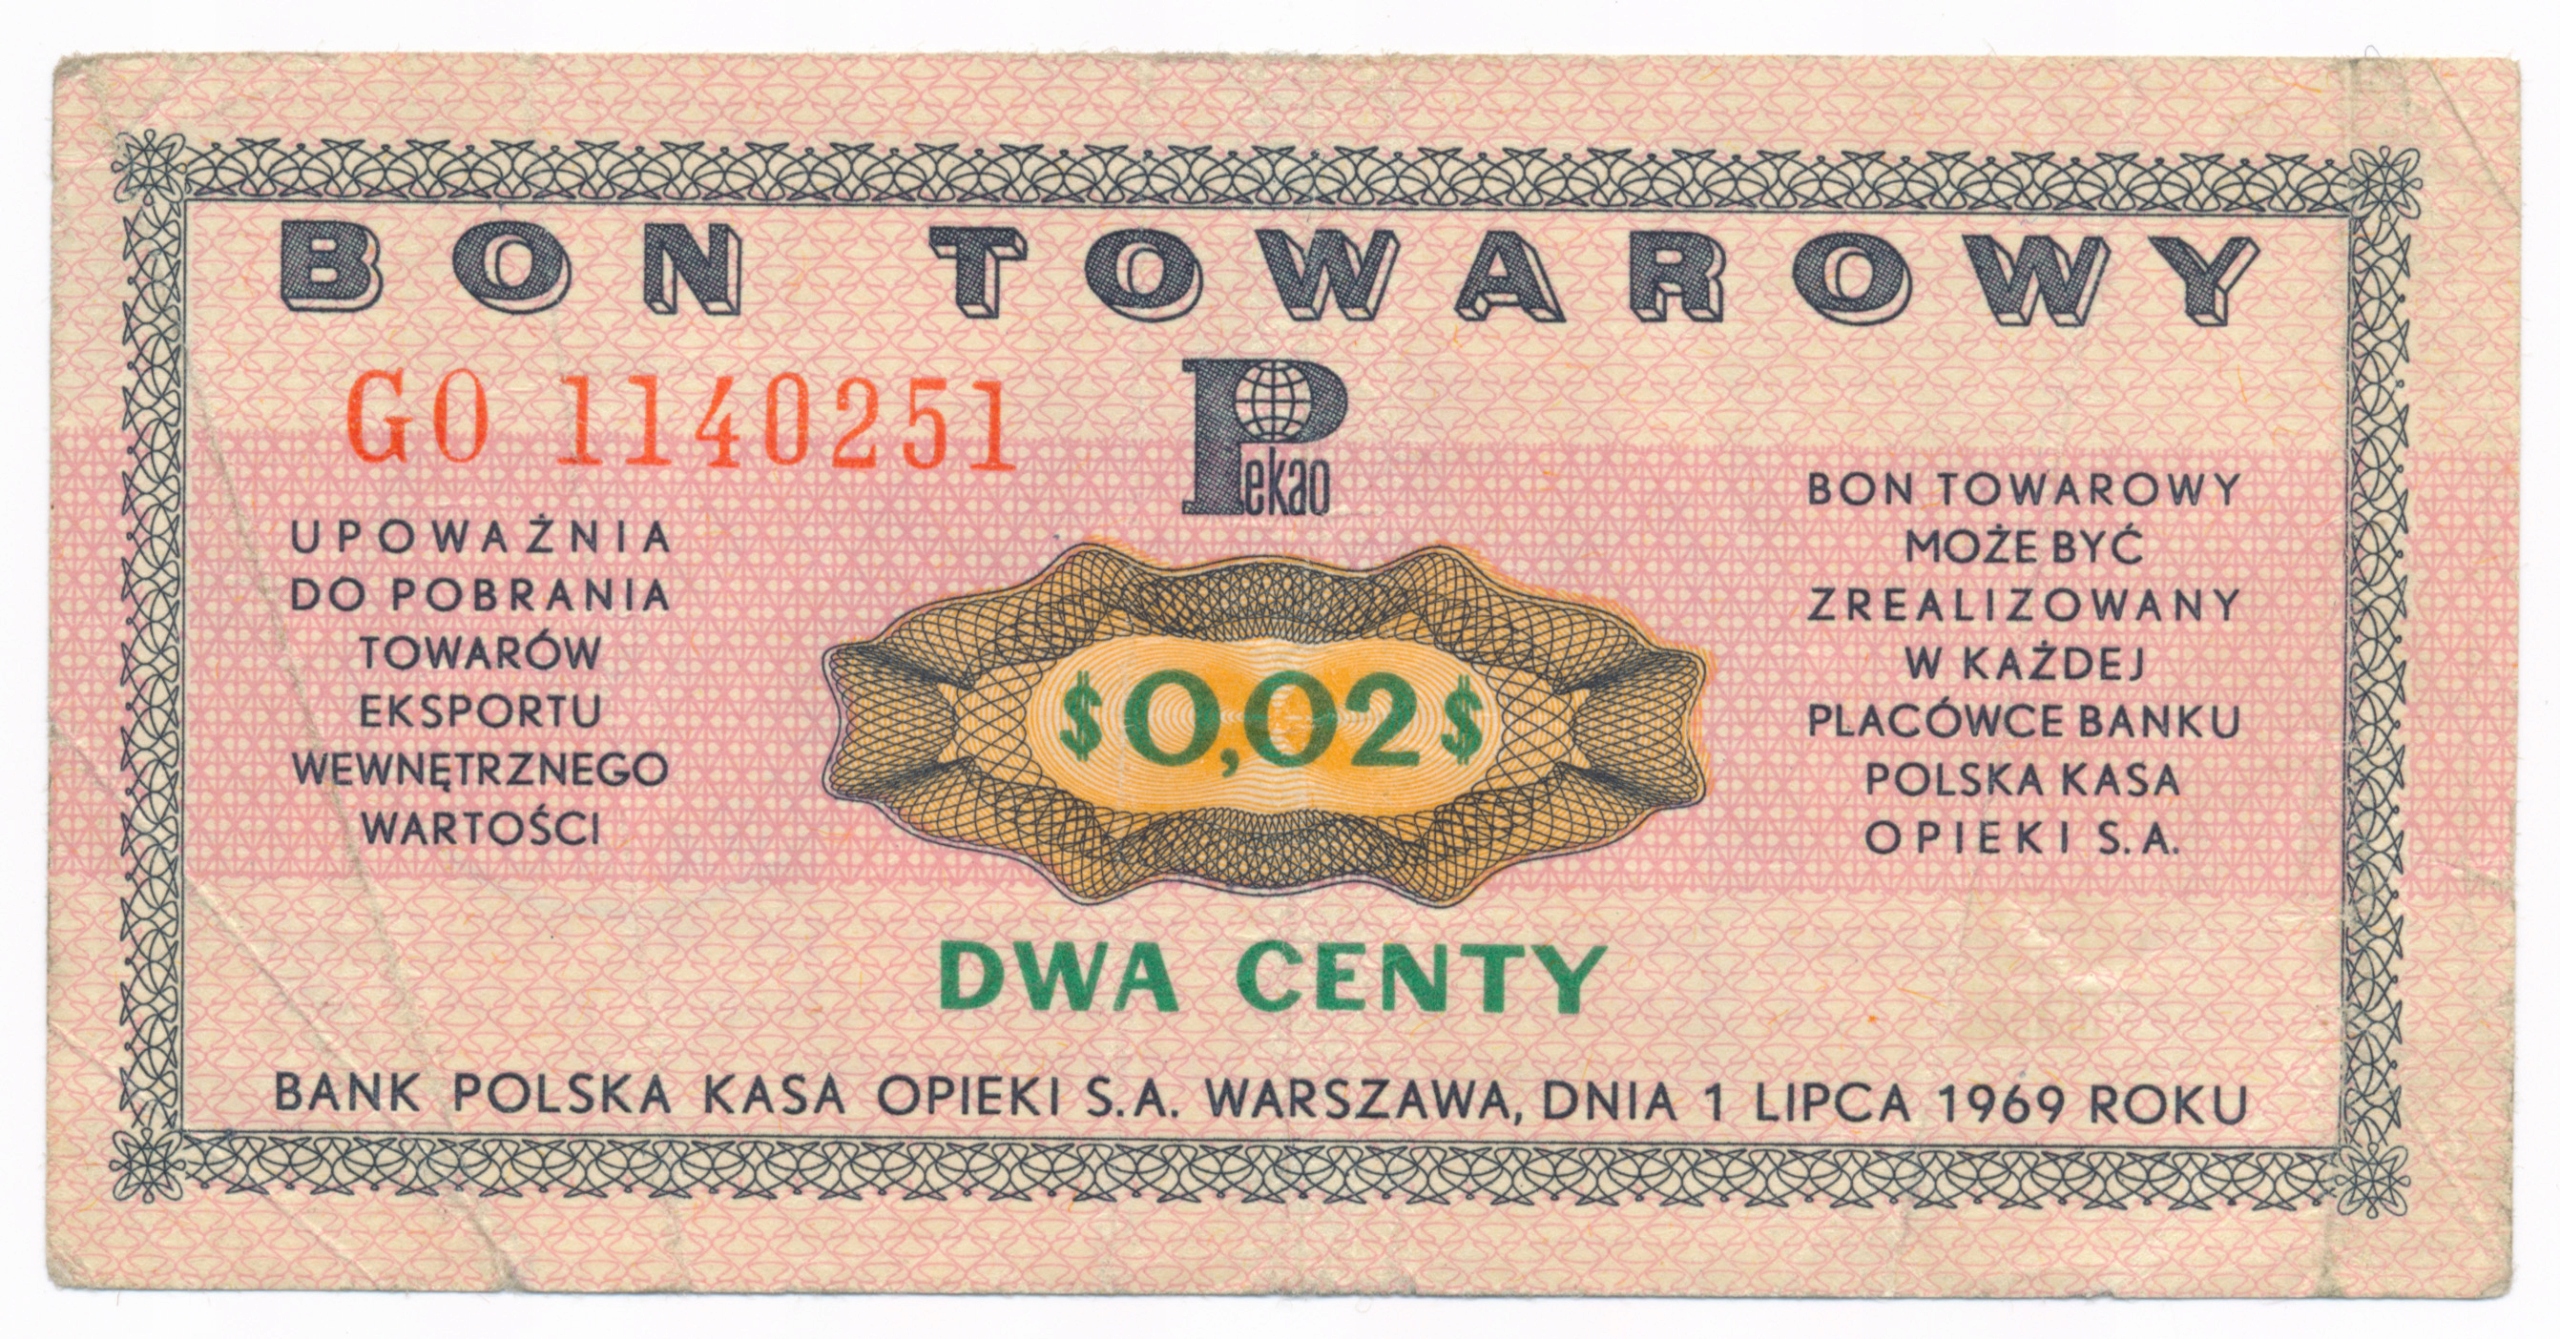 BON TOWAROWY
GO 1140251
Pekao
UPOWAŻNIA
DO POBRANIA
TOWARÓW
EKSPORTU
WEWNĘTRZNEGO
WARTOŚCI
$0,02$
BON TOWAROWY
MOŻE BYĆ
ZREALIZOWANY
W KAŻDEJ
PLACÓWCE BANKU
POLSKA KASA
OPIEKI S.A.
DWA CENTY
BANK POLSKA KASA OPIEKI S.A. WARSZAWA, DNIA 1 LIPCA 1969 ROKU